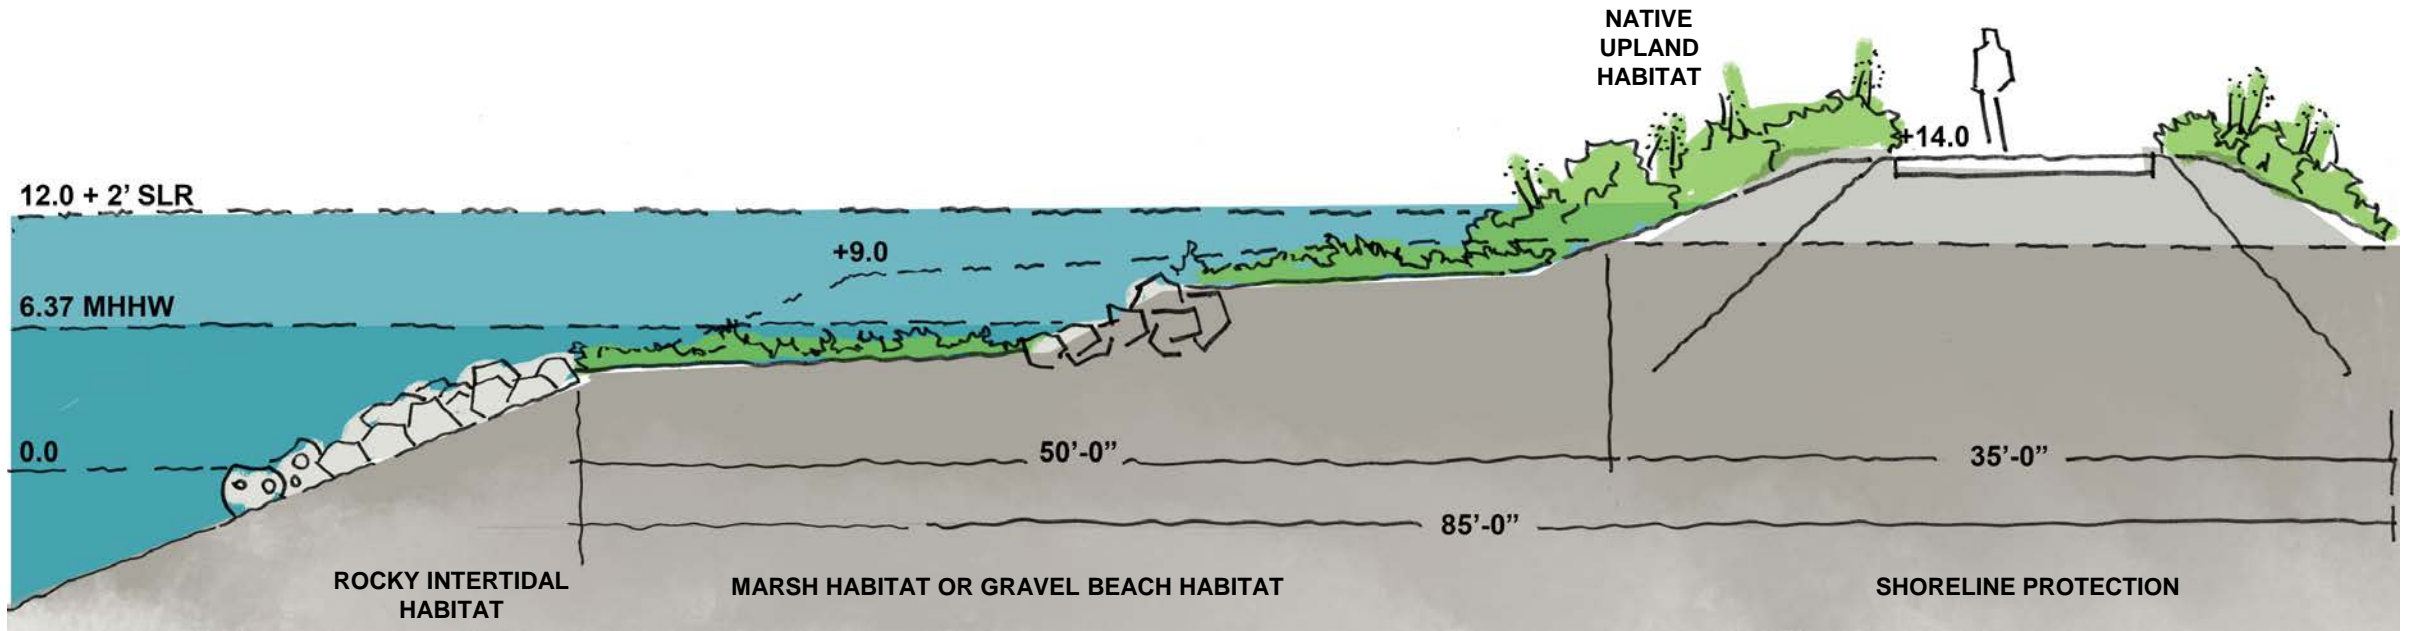 NATIVE
UPLAND
HABITAT
+14.0
12.0 + 2’ SLR
+9.0
6.37 MHHW
0.0
50’-0”
35’-0”
85’-0”
ROCKY INTERTIDAL
HABITAT
MARSH HABITAT OR GRAVEL BEACH HABITAT
SHORELINE PROTECTION